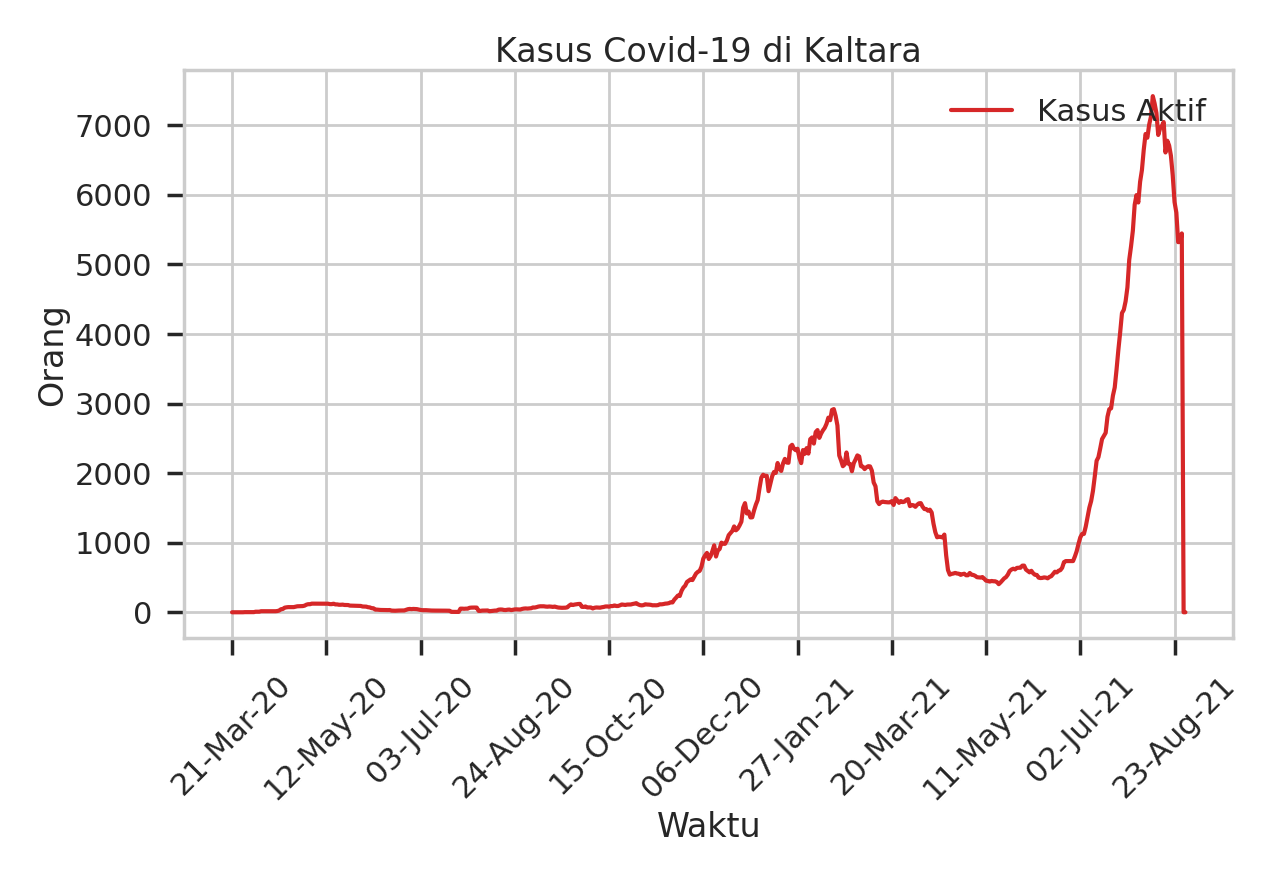 Kasus Covid-19 di Kaltara
Kasus Aktif
Orang
7000
6000
5000
4000
3000
2000
1000
0
21-Mar-20
12-May-20
03-Jul-20
24-Aug-20
15-Oct-20
06-Dec-20
27-Jan-21
20-Mar-21
11-May-21
02-Jul-21
23-Aug-21
Waktu